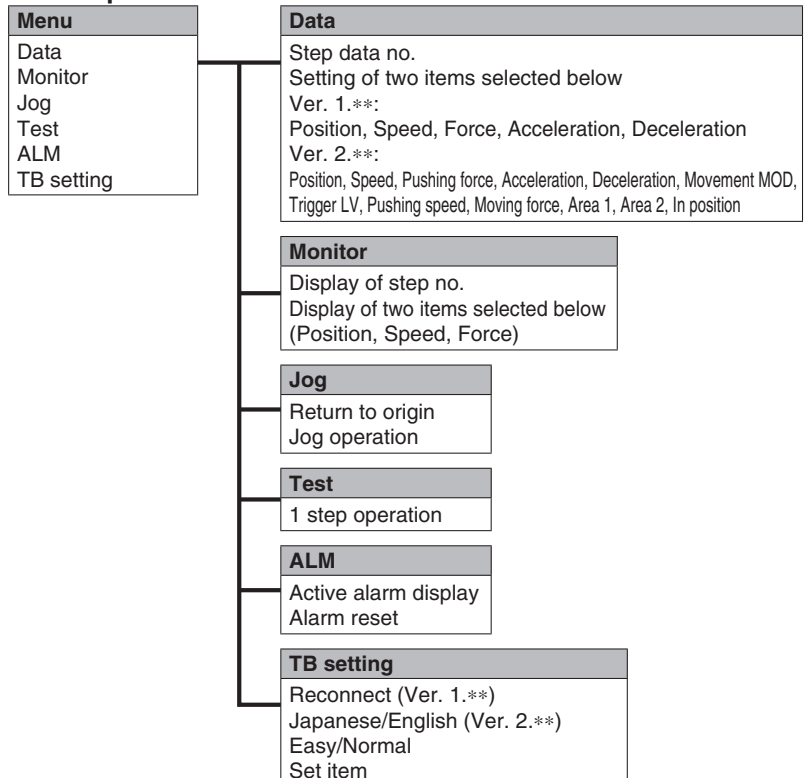 Menu
Data
Monitor
Jog
Test
ALM
TB setting
Data
Step data no.
Setting of two items selected below
Ver. 1.**:
Position, Speed, Force, Acceleration, Deceleration
Ver. 2.**:
Position, Speed, Pushing force, Acceleration, Deceleration, Movement MOD,
Trigger LV, Pushing speed, Moving force, Area 1, Area 2, In position
Monitor
Display of step no.
Display of two items selected below
(Position, Speed, Force)
Jog
Return to origin
Jog operation
Test
1 step operation
ALM
Active alarm display
Alarm reset
TB setting
Reconnect (Ver. 1.**)
Japanese/English (Ver. 2.**)
Easy/Normal
Set item